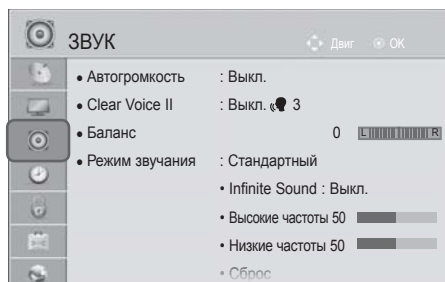 ЗВУК
Двиг OK
• Автогромкость : Выкл.
• Clear Voice II : Выкл. 3
• Баланс 0 L R
• Режим звучания : Стандартный
• Infinite Sound : Выкл.
• Высокие частоты 50
• Низкие частоты 50
• Сброс